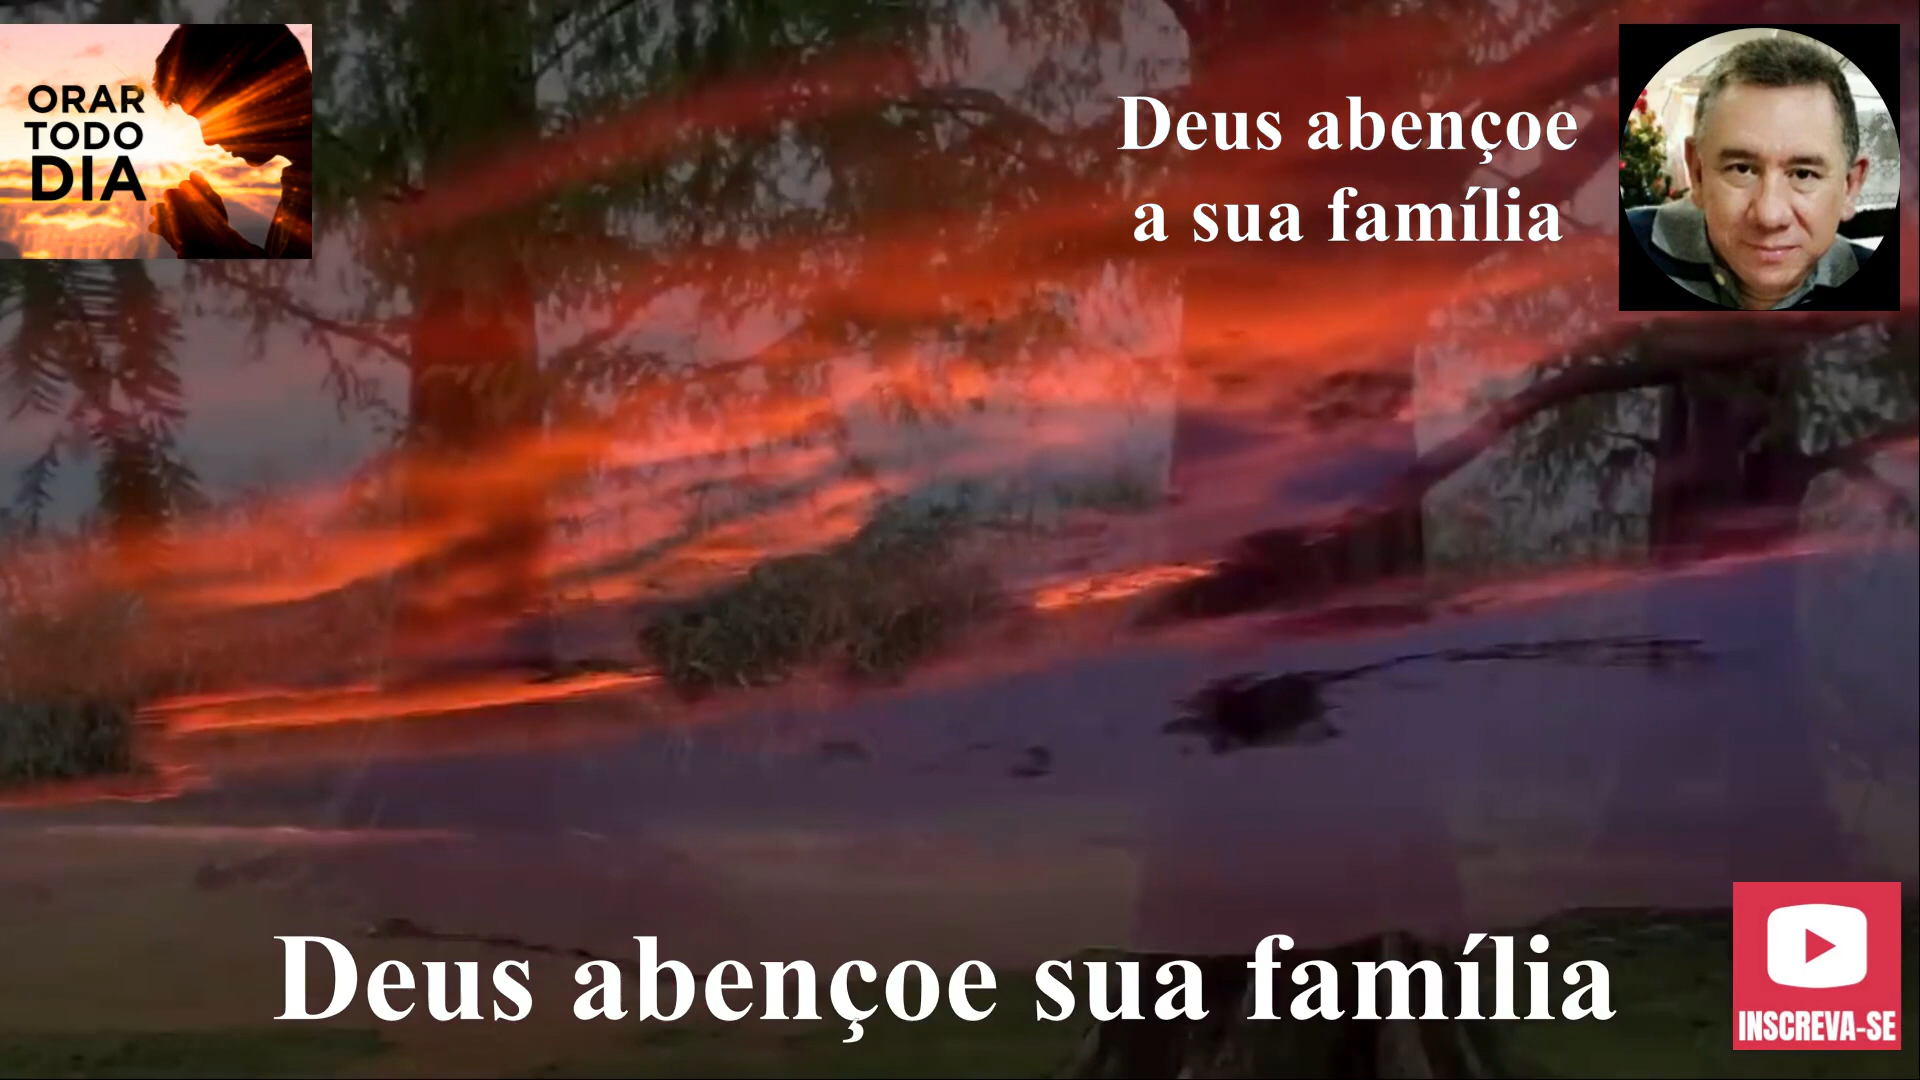 ORAR
TODO
DIA
Deus abençoe
a sua família
Deus abençoe sua família
INSCREVA-SE